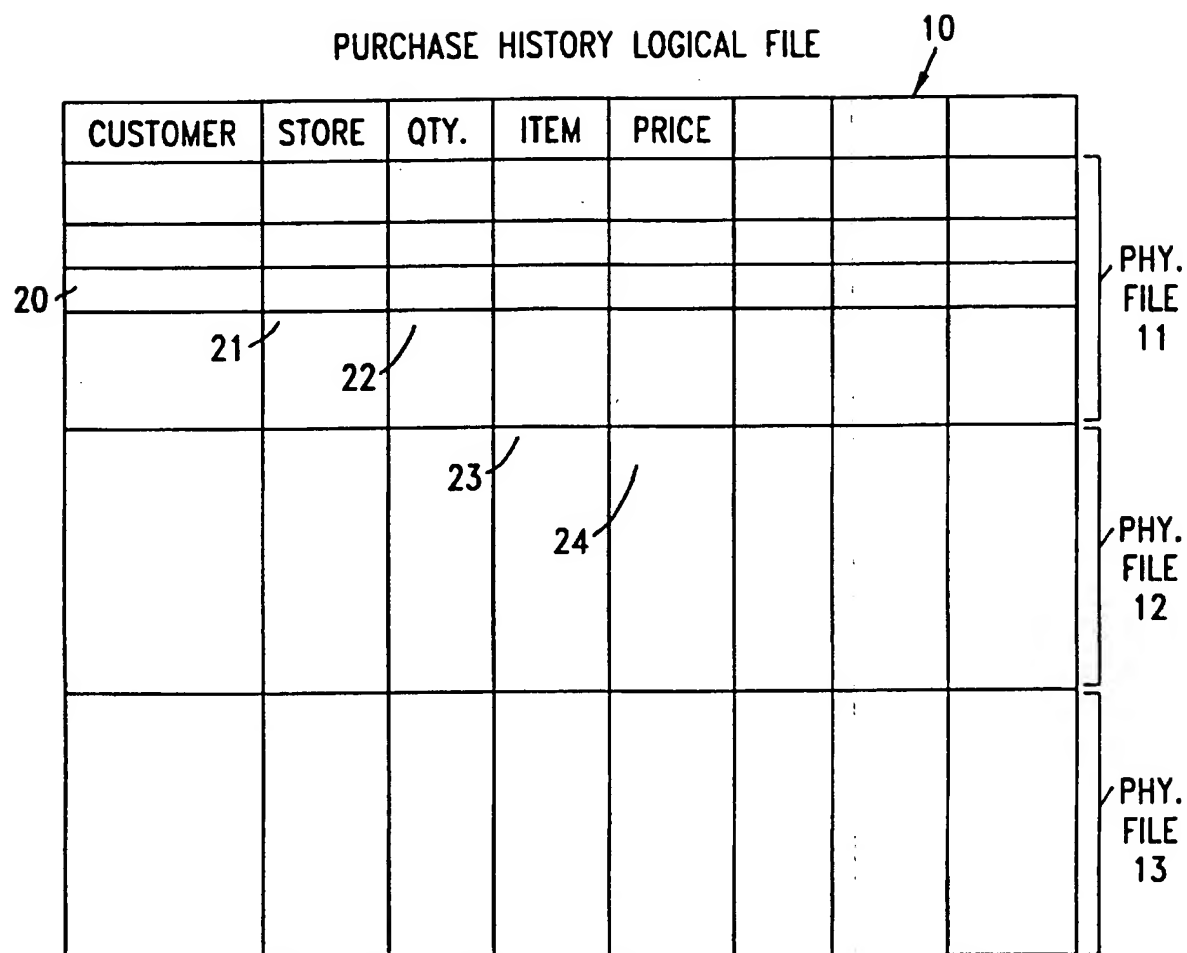 10
PURCHASE HISTORY LOGICAL FILE
CUSTOMER STORE QTY. ITEM PRICE
PHY.
FILE
11
20
21
22
23
24
PHY.
FILE
12
PHY.
FILE
13